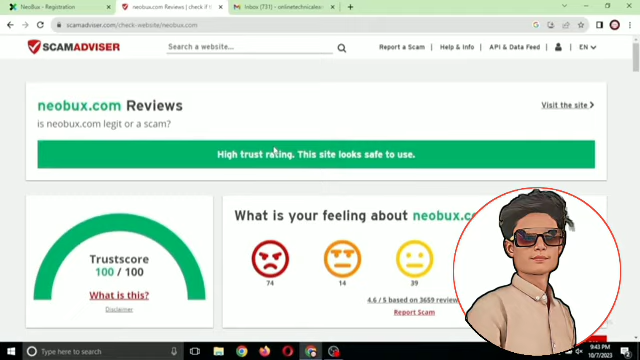 NeoBux - Registration
neobux.com Reviews | check if t
Inbox (731) - onlinetechnicales
scamadviser.com/check-website/neobux.com
SCAMADVISER
Search a website...
Report a Scam
Help & Info
API & Data Feed
EN
neobux.com Reviews
Visit the site
is neobux.com legit or a scam?
High trust rating. This site looks safe to use.
Trustscore
100 / 100
What is this?
Disclaimer
What is your feeling about neobux.c
74
14
39
4.6 / 5 based on 3659 review
Report Scam
Type here to search
9:43 PM
10/7/2023